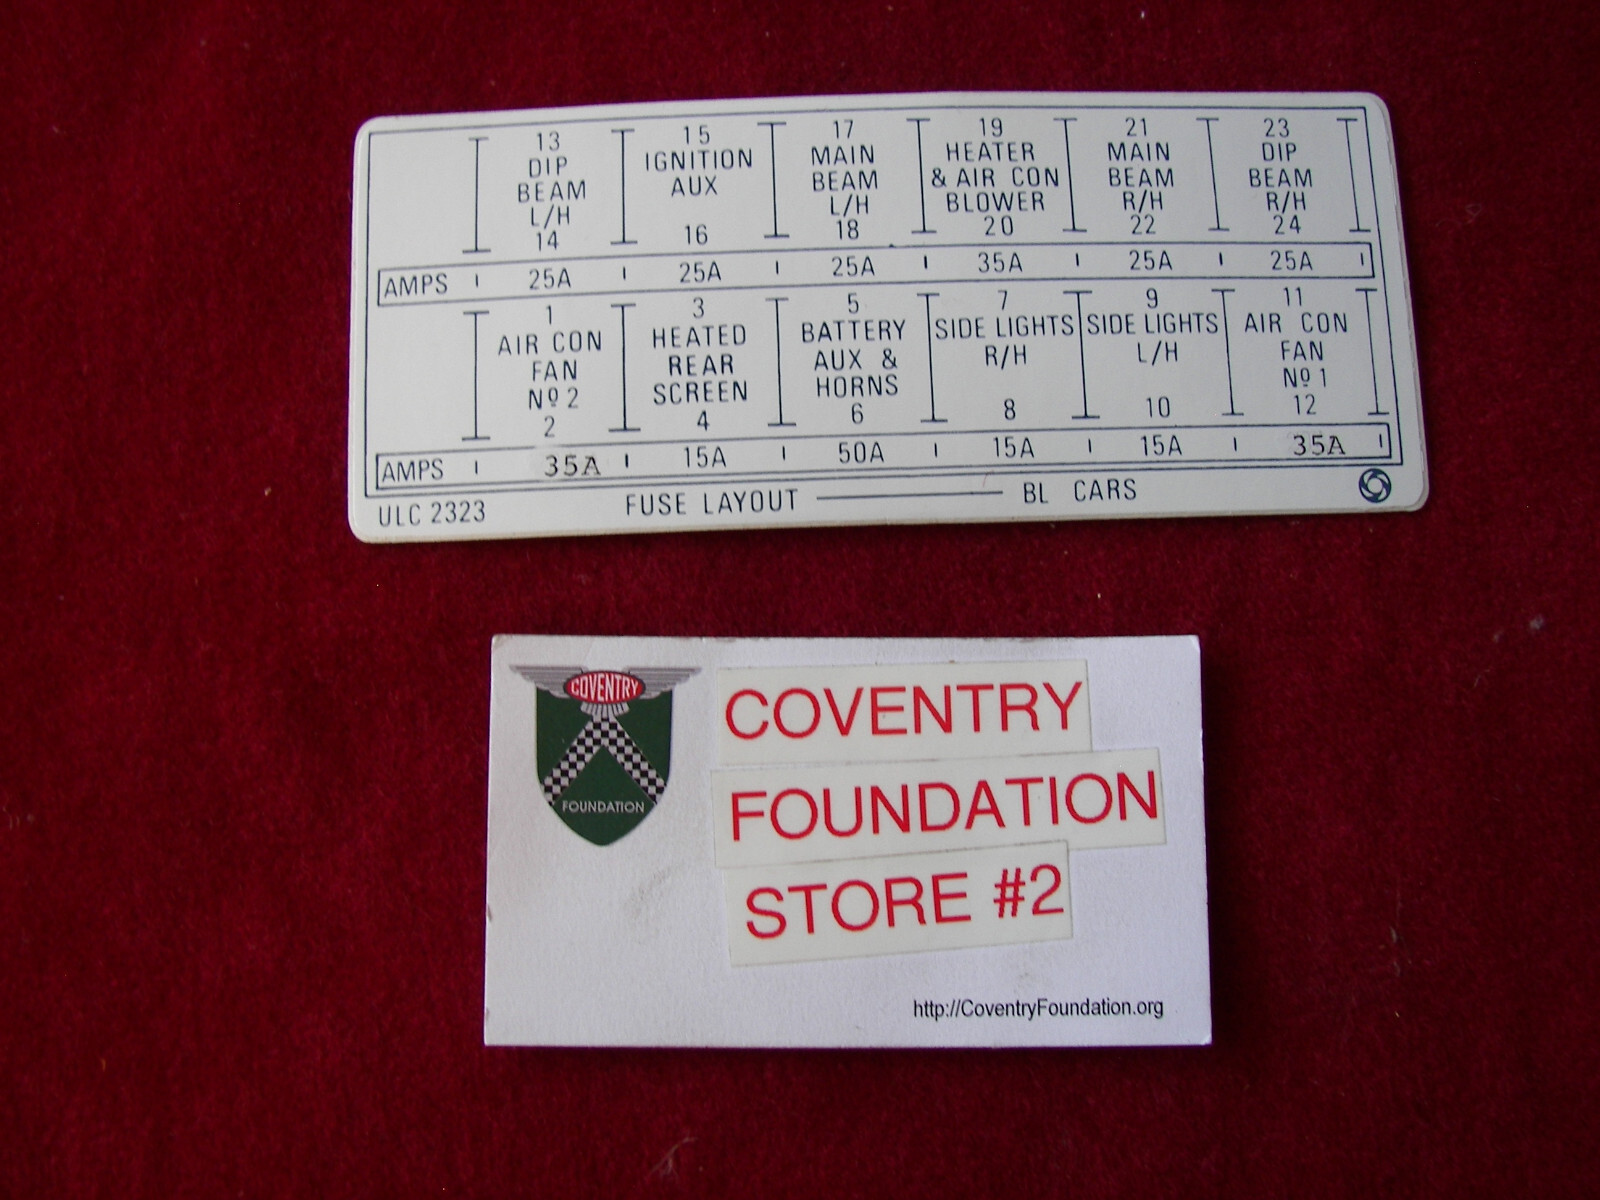 13 15 17 19 21 23
DIP IGNITION MAIN HEATER MAIN DIP
BEAM AUX BEAM & AIR CON BEAM BEAM
L/H L/H BLOWER R/H R/H
14 16 18 20 22 24
AMPS 25A 25A 25A 35A 25A 25A
1 3 5 7 9 11
AIR CON HEATED BATTERY SIDE LIGHTS SIDE LIGHTS AIR CON
FAN REAR AUX & R/H L/H FAN
Nº 2 SCREEN HORNS Nº 1
2 4 6 8 10 12
AMPS 35A 15A 50A 15A 15A 35A
ULC 2323 FUSE LAYOUT BL CARS
COVENTRY
FOUNDATION
COVENTRY
FOUNDATION
STORE #2
http://CoventryFoundation.org